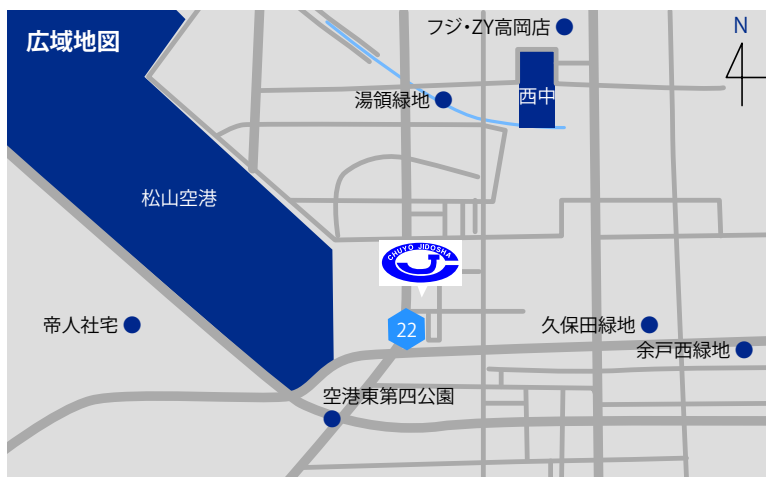 広域地図
フジ・ZY高岡店
N
西中
湯領緑地
松山空港
CHUYO JIDOSHA
帝人社宅
22
久保田緑地
余戸西緑地
空港東第四公園